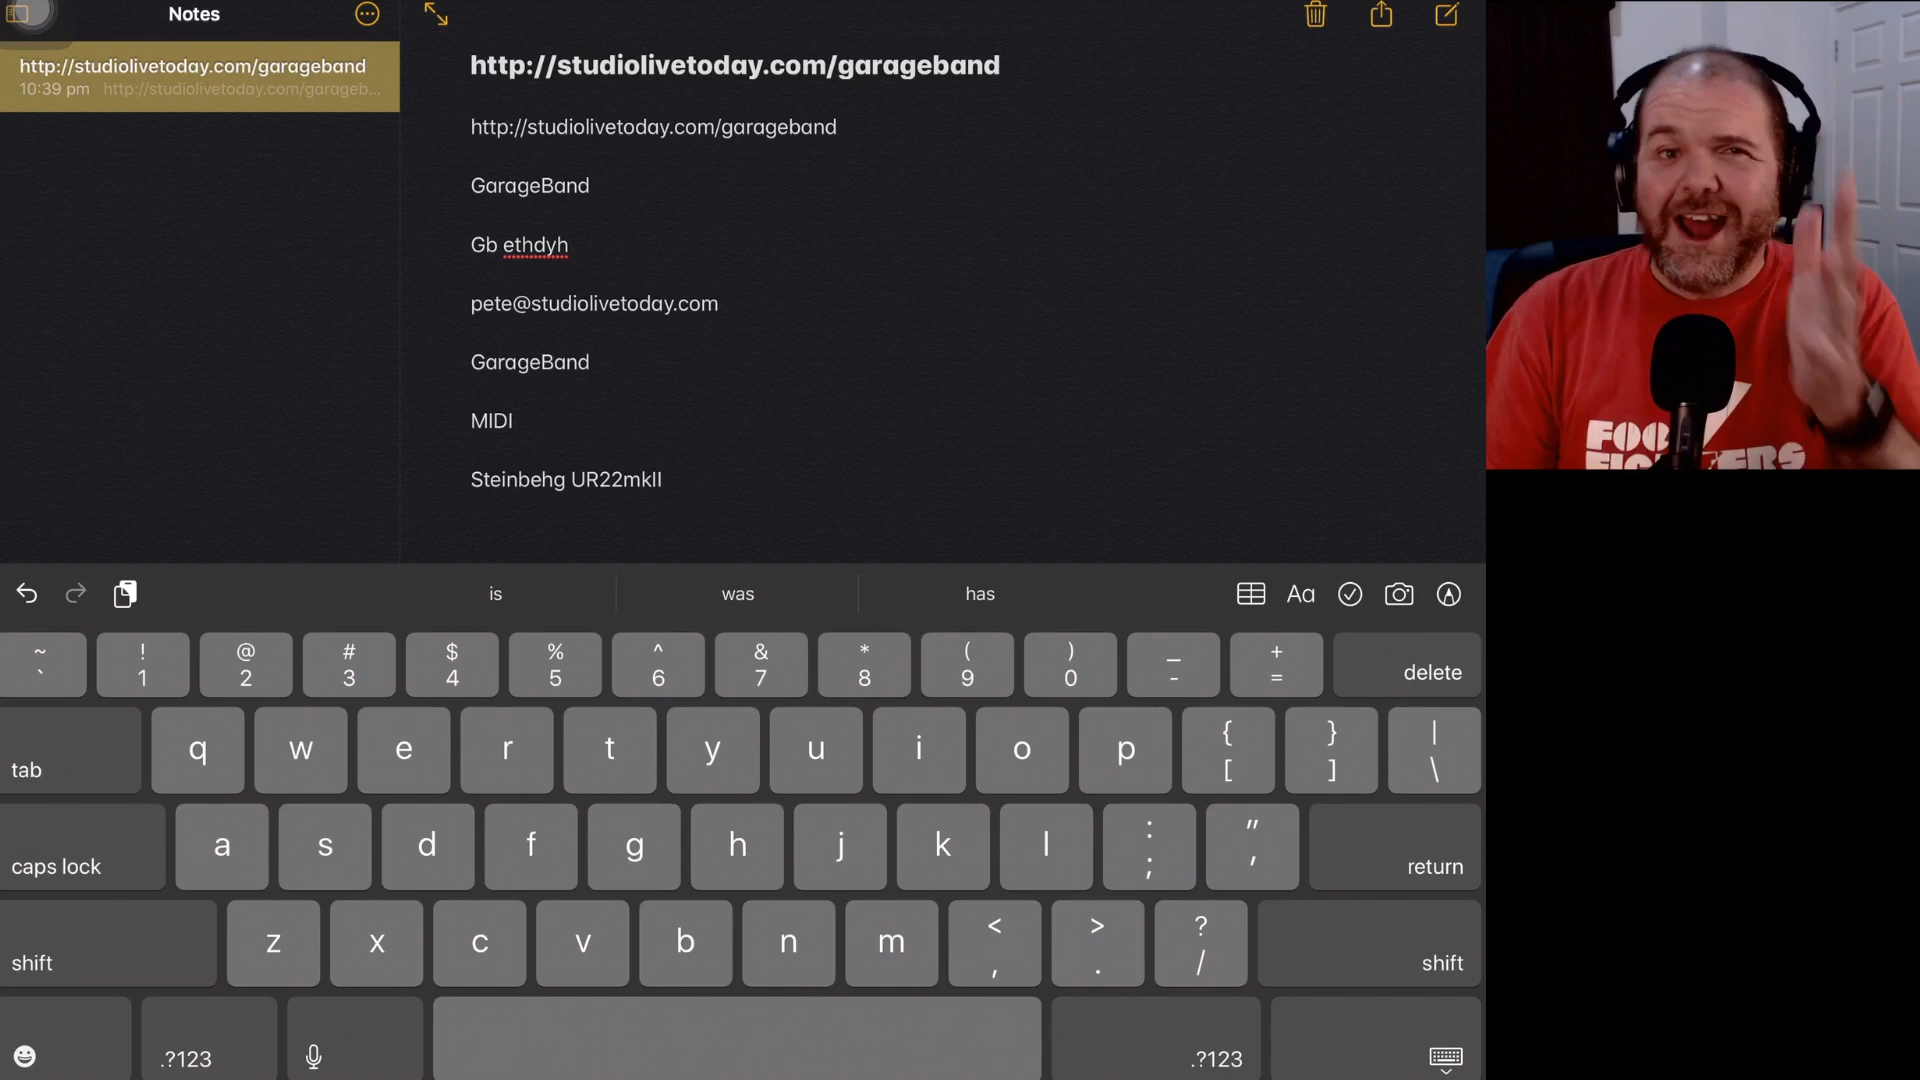 Notes
http://studiolivetoday.com/garageband
10:39 pm http://studiolivetoday.com/garageb...
http://studiolivetoday.com/garageband
http://studiolivetoday.com/garageband
GarageBand
Gb ethdyh
pete@studiolivetoday.com
GarageBand
MIDI
Steinbehg UR22mkII
is was has
Aa
~ ! @ # $ % ^ & * ( ) _ +
` 1 2 3 4 5 6 7 8 9 0 - = delete
tab q w e r t y u i o p { [ } ] | \
caps lock a s d f g h j k l : ; " ' return
shift z x c v b n m < , > . ? / shift
.?123 .?123